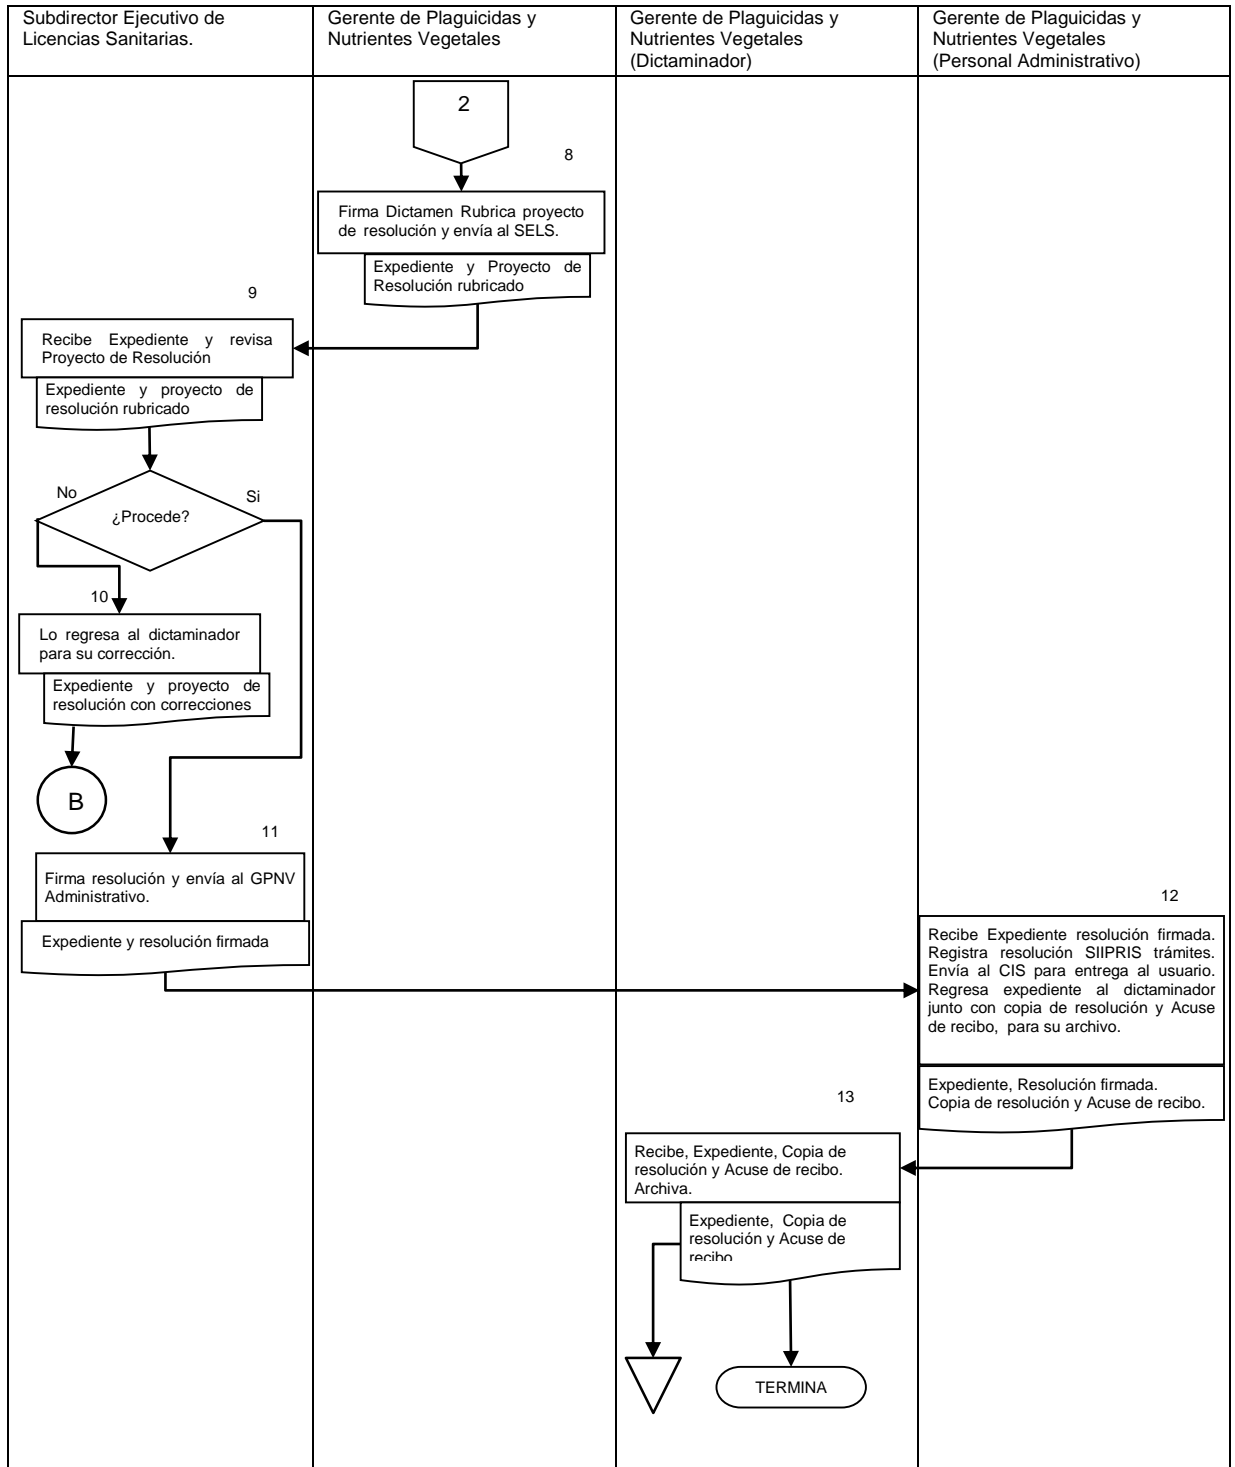 Subdirector Ejecutivo de
Licencias Sanitarias.
Gerente de Plaguicidas y
Nutrientes Vegetales
Gerente de Plaguicidas y
Nutrientes Vegetales
(Dictaminador)
Gerente de Plaguicidas y
Nutrientes Vegetales
(Personal Administrativo)
2
8
Firma Dictamen Rubrica proyecto
de resolución y envía al SELS.
Expediente y Proyecto de
Resolución rubricado
9
Recibe Expediente y revisa
Proyecto de Resolución
Expediente y proyecto de
resolución rubricado
No
Si
¿Procede?
10
Lo regresa al dictaminador
para su corrección.
Expediente y proyecto de
resolución con correcciones
B
11
Firma resolución y envía al GPNV
Administrativo.
Expediente y resolución firmada
12
Recibe Expediente resolución firmada.
Registra resolución SIIPRIS trámites.
Envía al CIS para entrega al usuario.
Regresa expediente al dictaminador
junto con copia de resolución y Acuse
de recibo, para su archivo.
Expediente, Resolución firmada.
Copia de resolución y Acuse de recibo.
13
Recibe, Expediente, Copia de
resolución y Acuse de recibo.
Archiva.
Expediente, Copia de
resolución y Acuse de
recibo
TERMINA